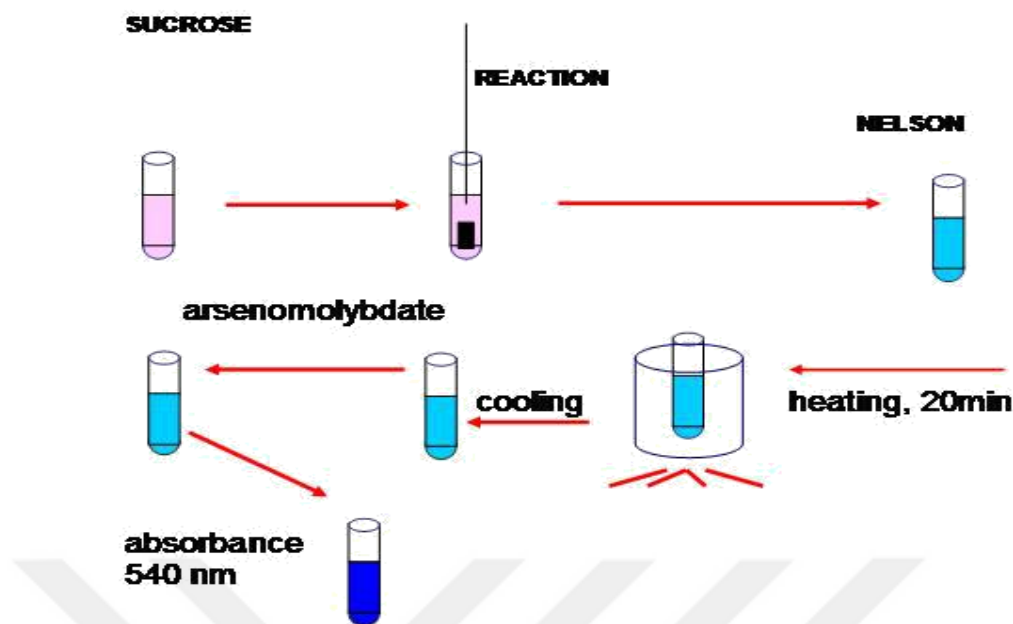 SUCROSE
REACTION
NELSON
arsenomolybdate
cooling
heating, 20min
absorbance
540 nm